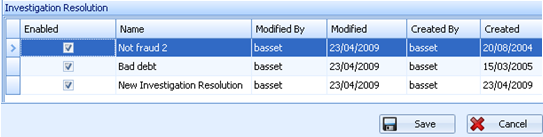 Investigation Resolution
Enabled Name Modified By Modified Created By Created
Not fraud 2 basset 23/04/2009 basset 20/08/2004
Bad debt basset 23/04/2009 basset 15/03/2005
New Investigation Resolution basset 23/04/2009 basset 23/04/2009
Save Cancel